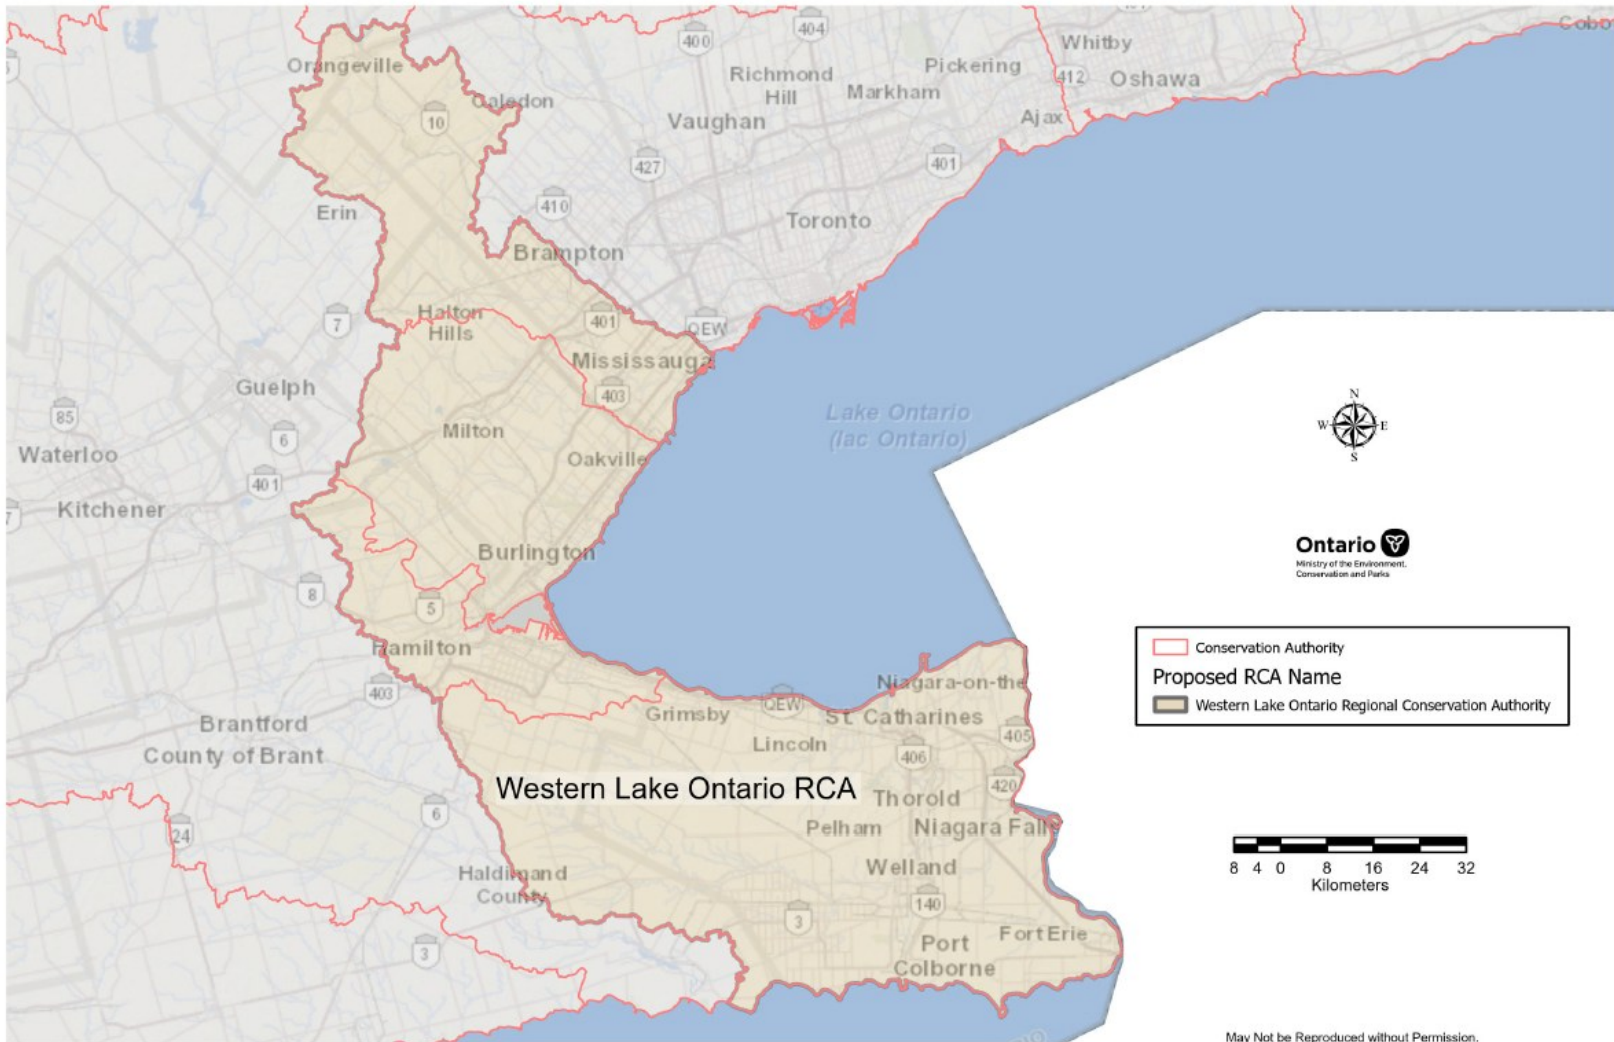 Orangeville
Caledon
10
400
404
Richmond
Hill
Vaughan
Markham
Pickering
Whitby
412
Oshawa
Ajax
401
427
410
Toronto
Erin
Brampton
Halton
Hills
7
401
QEW
Mississauga
403
Guelph
85
Waterloo
Kitchener
6
401
Milton
Oakville
Lake Ontario
(lac Ontario)
Burlington
8
5
Hamilton
403
Brantford
County of Brant
Grimsby
QEW
Niagara-on-the
St. Catharines
Lincoln
406
405
Western Lake Ontario RCA
420
Thorold
Pelham
Niagara Falls
Welland
24
6
Haldimand
County
3
3
140
Port
Colborne
Fort Erie
N
W
E
S
Ontario
Ministry of the Environment,
Conservation and Parks
Conservation Authority
Proposed RCA Name
Western Lake Ontario Regional Conservation Authority
8 4 0 8 16 24 32
Kilometers
May Not be Reproduced without Permission.